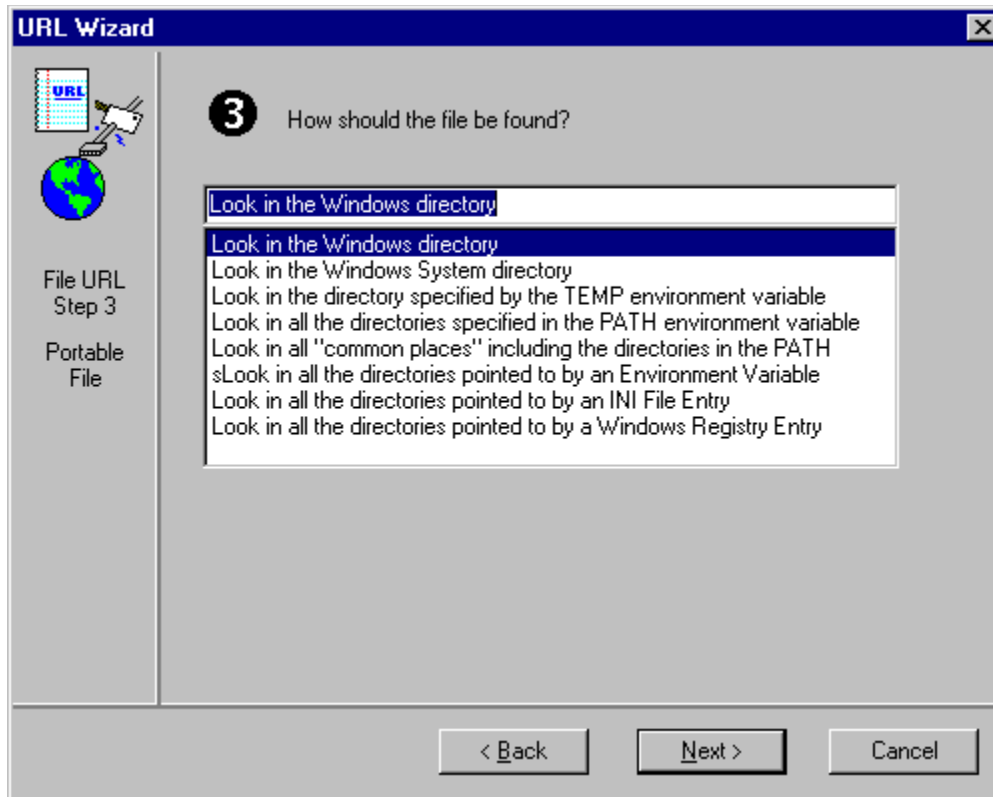 URL Wizard
URL
3
How should the file be found?
Look in the Windows directory
Look in the Windows directory
Look in the Windows System directory
Look in the directory specified by the TEMP environment variable
Look in all the directories specified in the PATH environment variable
Look in all "common places" including the directories in the PATH
sLook in all the directories pointed to by an Environment Variable
Look in all the directories pointed to by an INI File Entry
Look in all the directories pointed to by a Windows Registry Entry
File URL
Step 3
Portable
File
< Back
Next >
Cancel